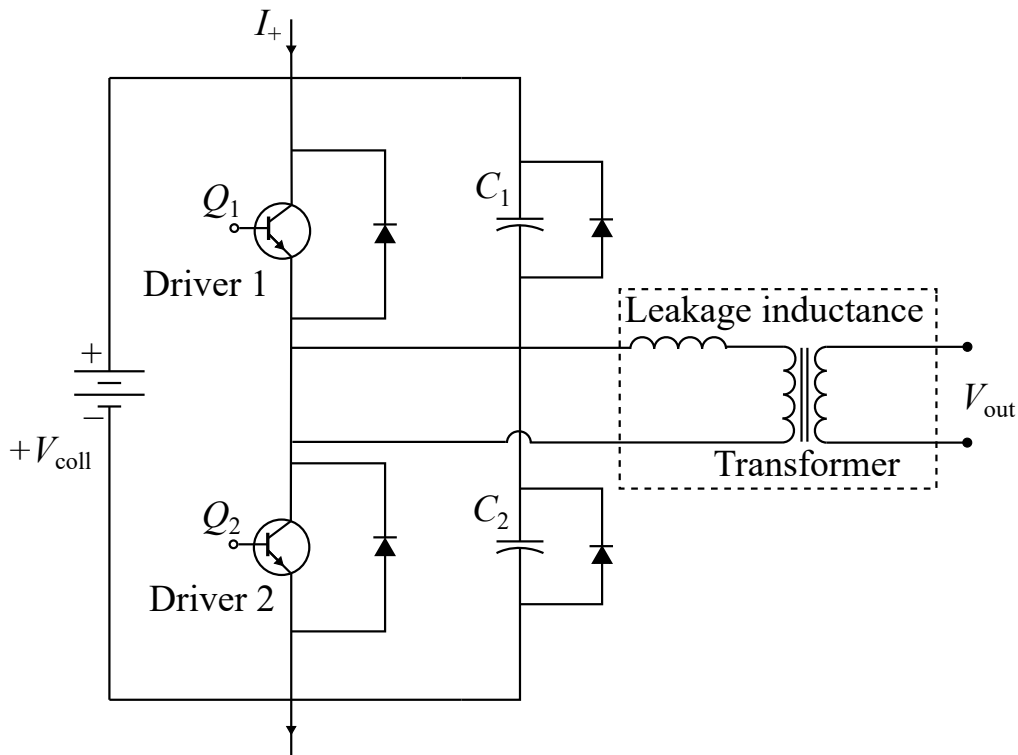 I+
Q1
C1
Driver 1
Leakage inductance
+
−
+Vcoll
Vout
Transformer
Q2
C2
Driver 2